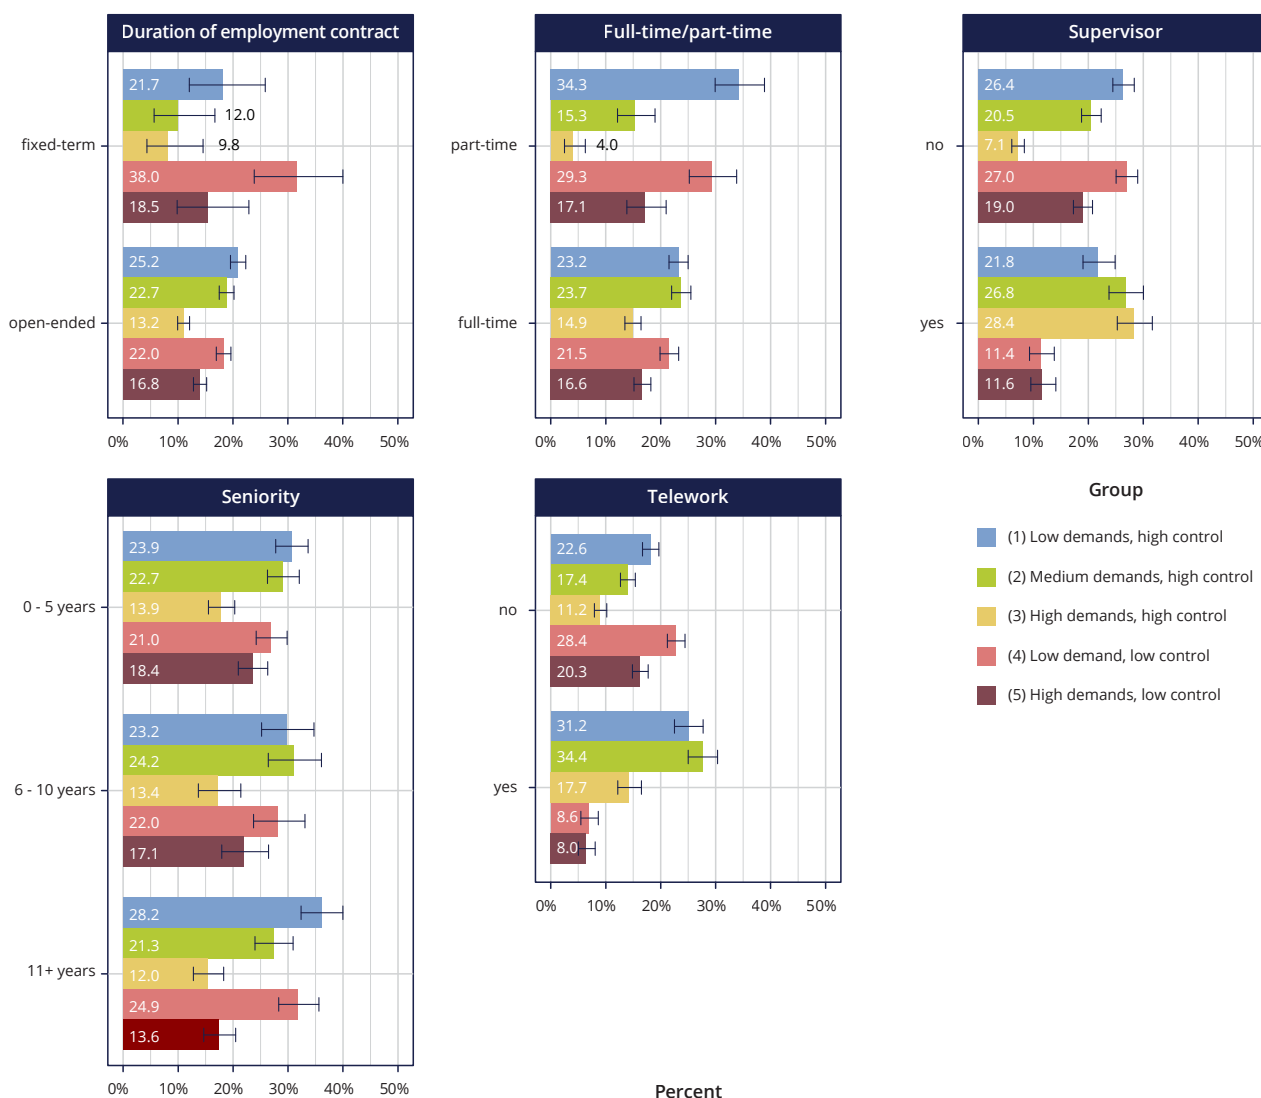 Duration of employment contract
fixed-term
21.7
12.0
9.8
38.0
18.5
open-ended
25.2
22.7
13.2
22.0
16.8
0% 10% 20% 30% 40% 50%
Full-time/part-time
part-time
34.3
15.3
4.0
29.3
17.1
full-time
23.2
23.7
14.9
21.5
16.6
0% 10% 20% 30% 40% 50%
Supervisor
no
26.4
20.5
7.1
27.0
19.0
yes
21.8
26.8
28.4
11.4
11.6
0% 10% 20% 30% 40% 50%
Seniority
0 - 5 years
23.9
22.7
13.9
21.0
18.4
6 - 10 years
23.2
24.2
13.4
22.0
17.1
11+ years
28.2
21.3
12.0
24.9
13.6
0% 10% 20% 30% 40% 50%
Telework
no
22.6
17.4
11.2
28.4
20.3
yes
31.2
34.4
17.7
8.6
8.0
0% 10% 20% 30% 40% 50%
Group
(1) Low demands, high control
(2) Medium demands, high control
(3) High demands, high control
(4) Low demand, low control
(5) High demands, low control
Percent